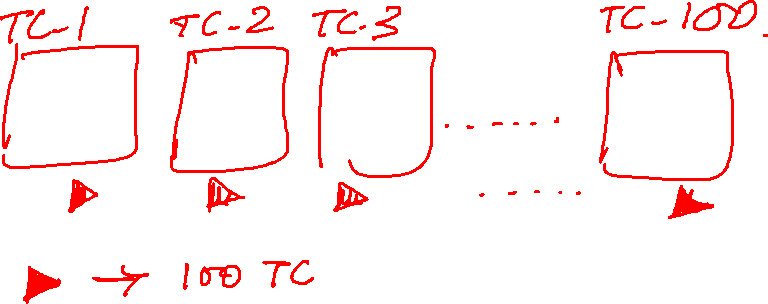 TC-1 TC-2 TC-3 ...... TC-100.
→ 100 TC